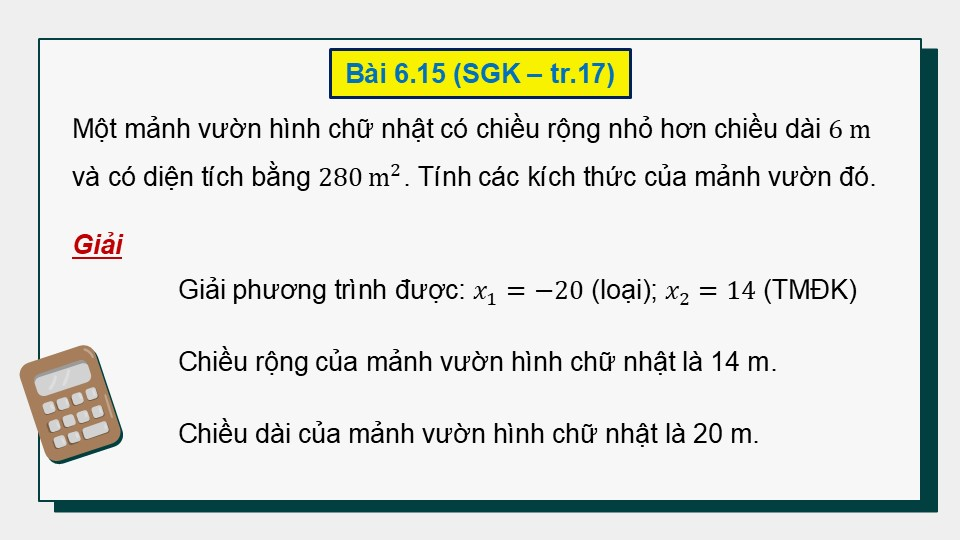 Bài 6.15 (SGK – tr.17)
Một mảnh vườn hình chữ nhật có chiều rộng nhỏ hơn chiều dài 6 m
và có diện tích bằng 280 m². Tính các kích thước của mảnh vườn đó.
Giải
Giải phương trình được: x₁ = −20 (loại); x₂ = 14 (TMĐK)
Chiều rộng của mảnh vườn hình chữ nhật là 14 m.
Chiều dài của mảnh vườn hình chữ nhật là 20 m.